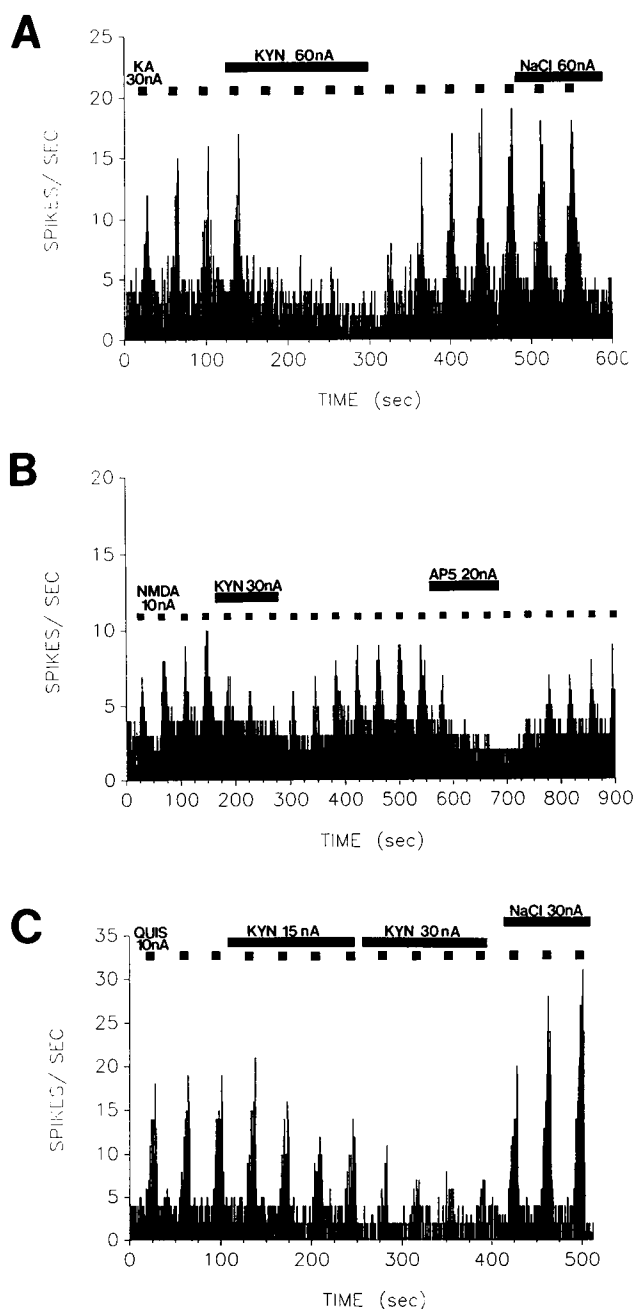 A
25
20
15
10
5
0
SPIKES/ SEC
KA
30nA
KYN 60nA
NaCl 60nA
0 100 200 300 400 500 600
TIME (sec)
B
20
15
10
5
0
SPIKES/ SEC
NMDA
10nA
KYN 30nA
AP5 20nA
0 100 200 300 400 500 600 700 800 900
TIME (sec)
C
35
30
25
20
15
10
5
0
SPIKES/ SEC
QUIS
10nA
KYN 15nA
KYN 30nA
NaCl 30nA
0 100 200 300 400 500
TIME (sec)